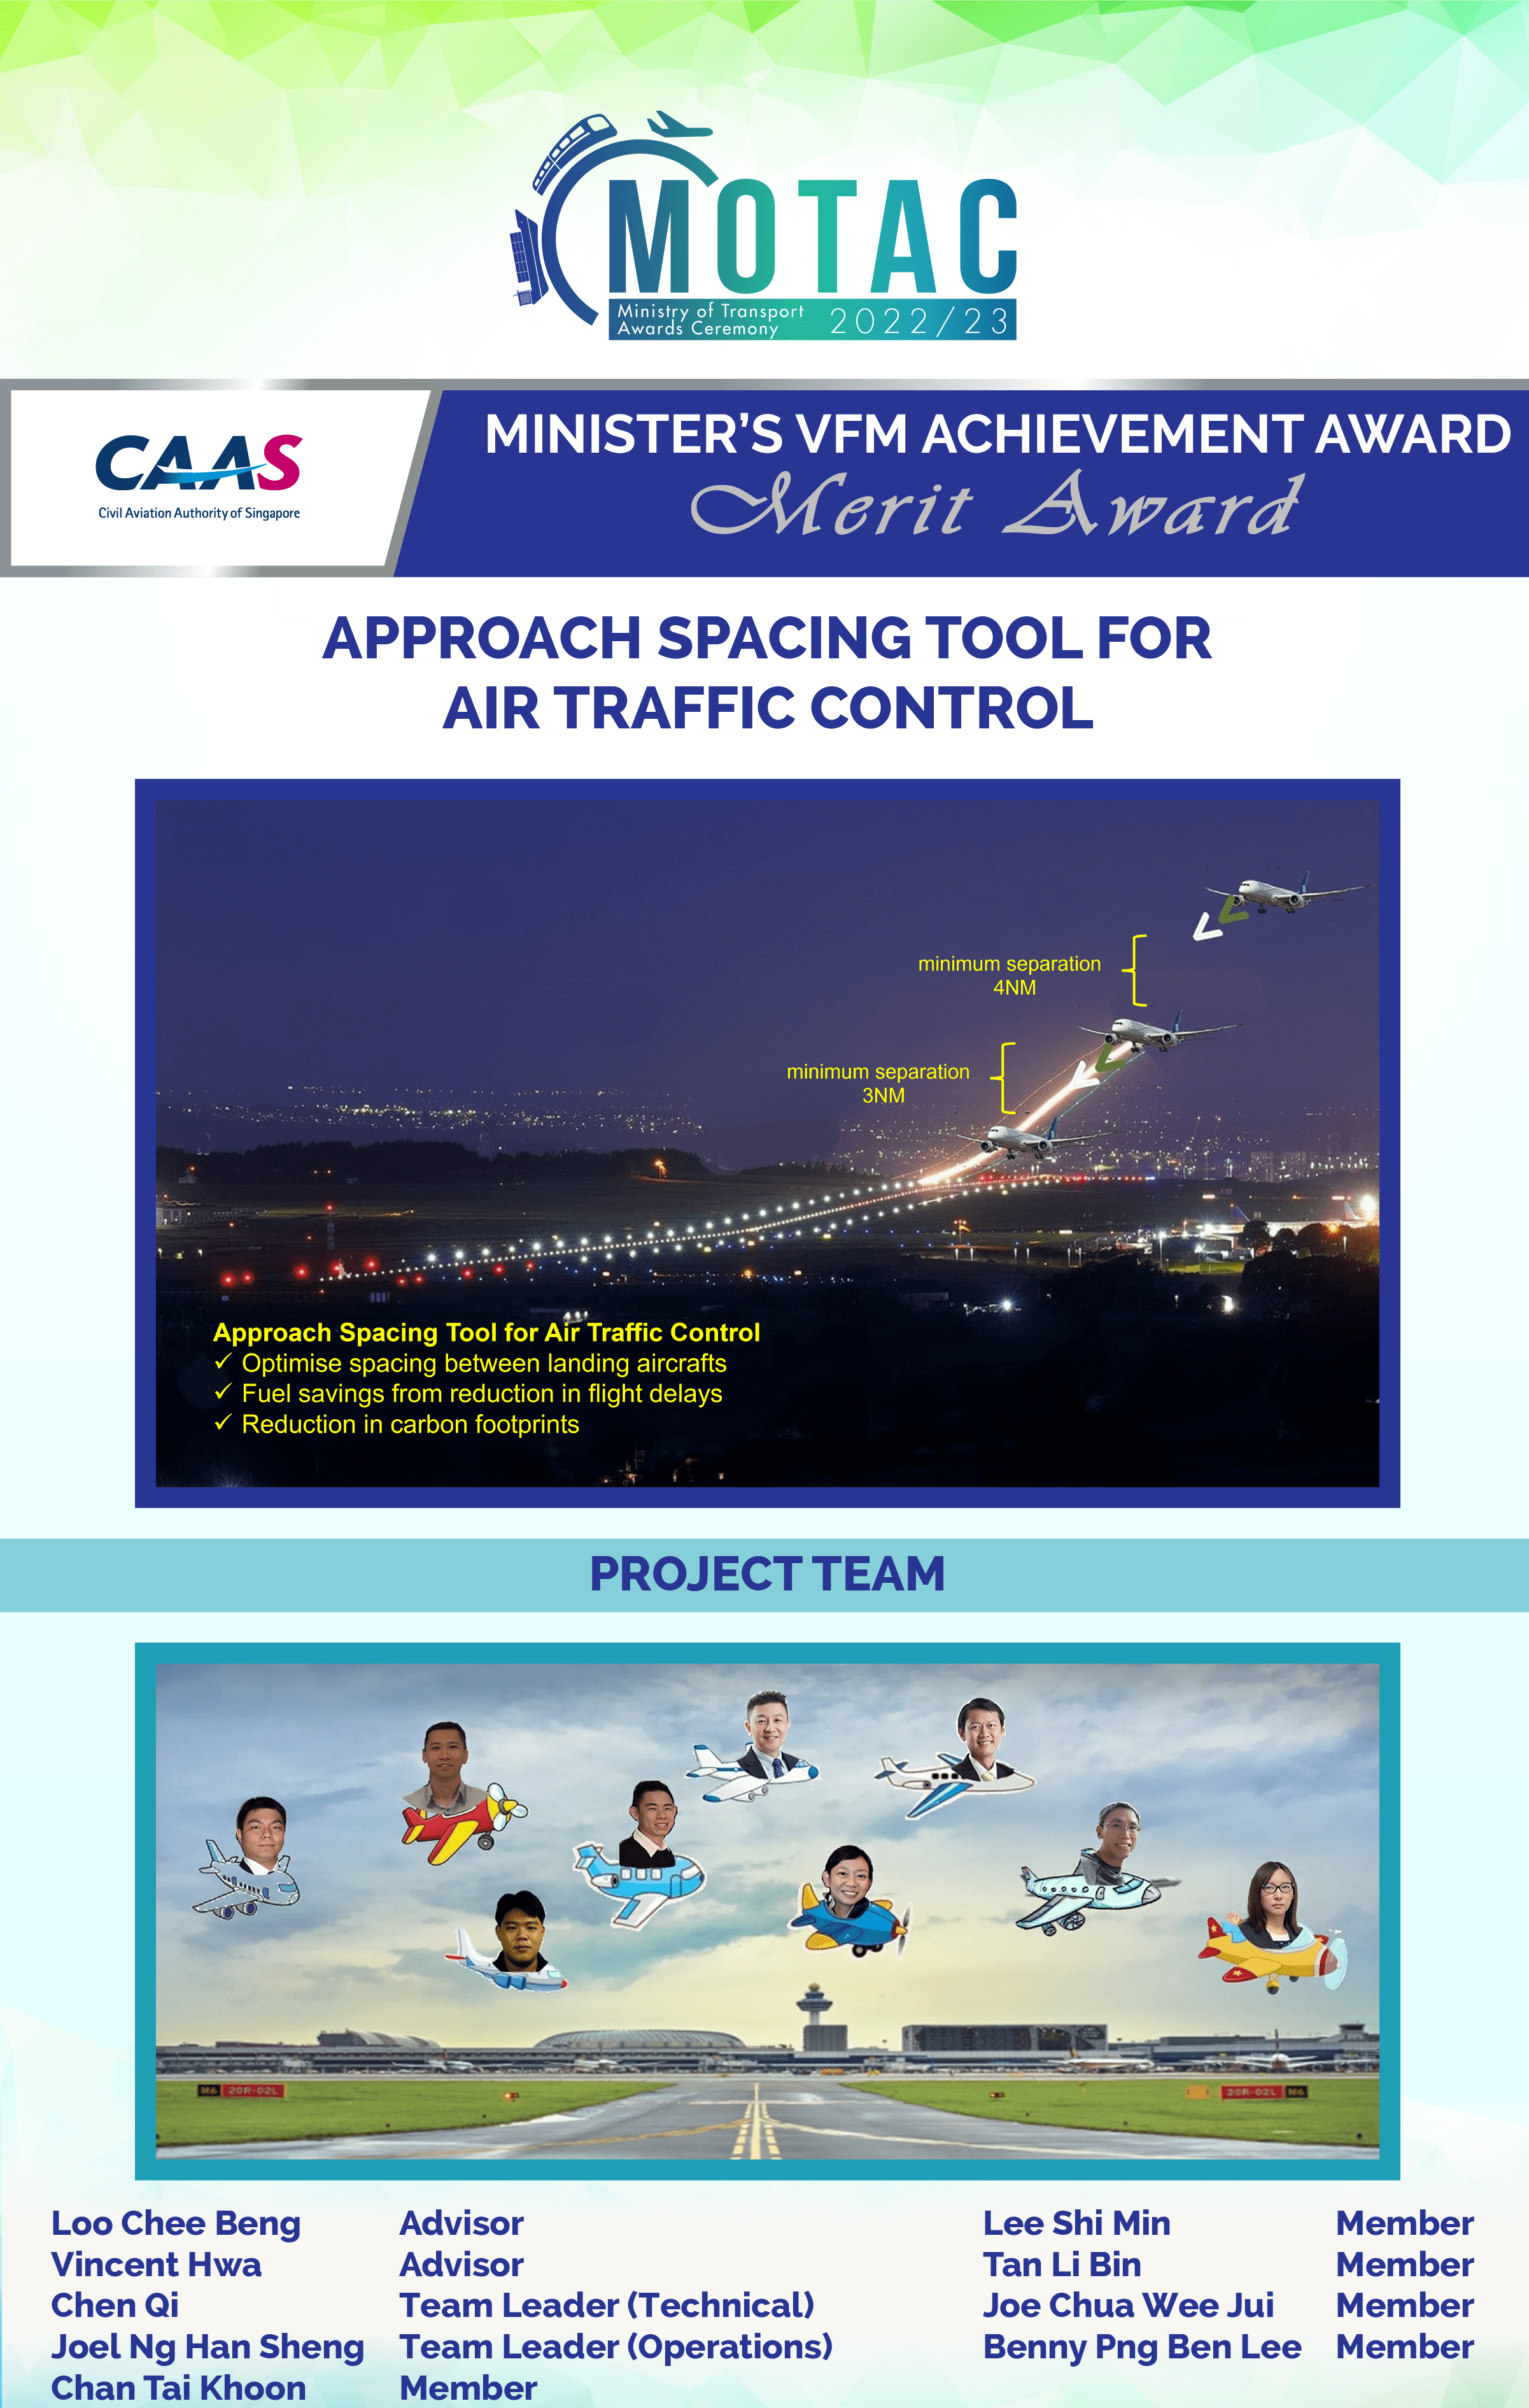 MOTAC
Ministry of Transport
Awards Ceremony 2022/23
CAAS
Civil Aviation Authority of Singapore
MINISTER'S VFM ACHIEVEMENT AWARD
Merit Award
APPROACH SPACING TOOL FOR
AIR TRAFFIC CONTROL
minimum separation
4NM
minimum separation
3NM
Approach Spacing Tool for Air Traffic Control
✓ Optimise spacing between landing aircrafts
✓ Fuel savings from reduction in flight delays
✓ Reduction in carbon footprints
PROJECT TEAM
M6 20R-02L
20R-02L M6
Loo Chee Beng Advisor
Vincent Hwa Advisor
Chen Qi Team Leader (Technical)
Joel Ng Han Sheng Team Leader (Operations)
Chan Tai Khoon Member
Lee Shi Min Member
Tan Li Bin Member
Joe Chua Wee Jui Member
Benny Png Ben Lee Member